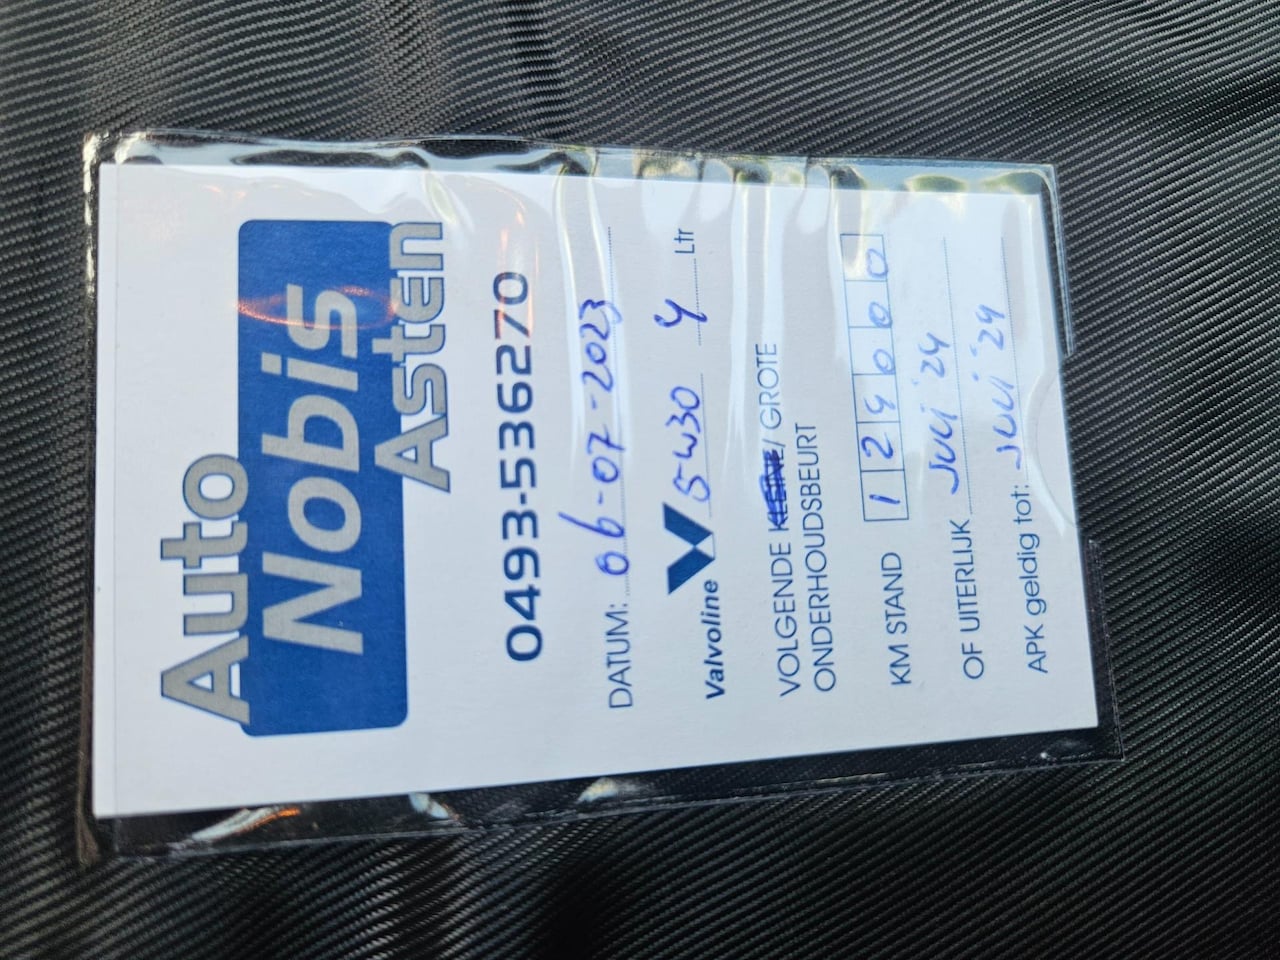 Auto
Nobis
Asten
0493-536270
DATUM: 06-07-2023
Valvoline 5W30 4 Ltr
VOLGENDE KLEINE/ GROTE
ONDERHOUDSBEURT
KM STAND 124000
OF UITERLIJK Juli '24
APK geldig tot: Juli '24